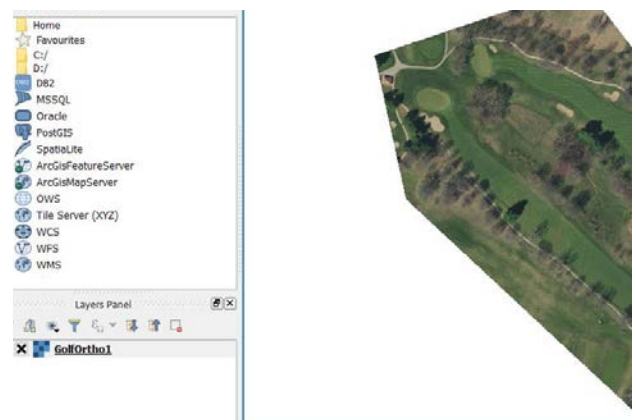 Home
Favourites
C:/
D:/
DB2
MSSQL
Oracle
PostGIS
SpatiaLite
ArcGisFeatureServer
ArcGisMapServer
OWS
Tile Server (XYZ)
WCS
WFS
WMS
Layers Panel
GolfOrtho1